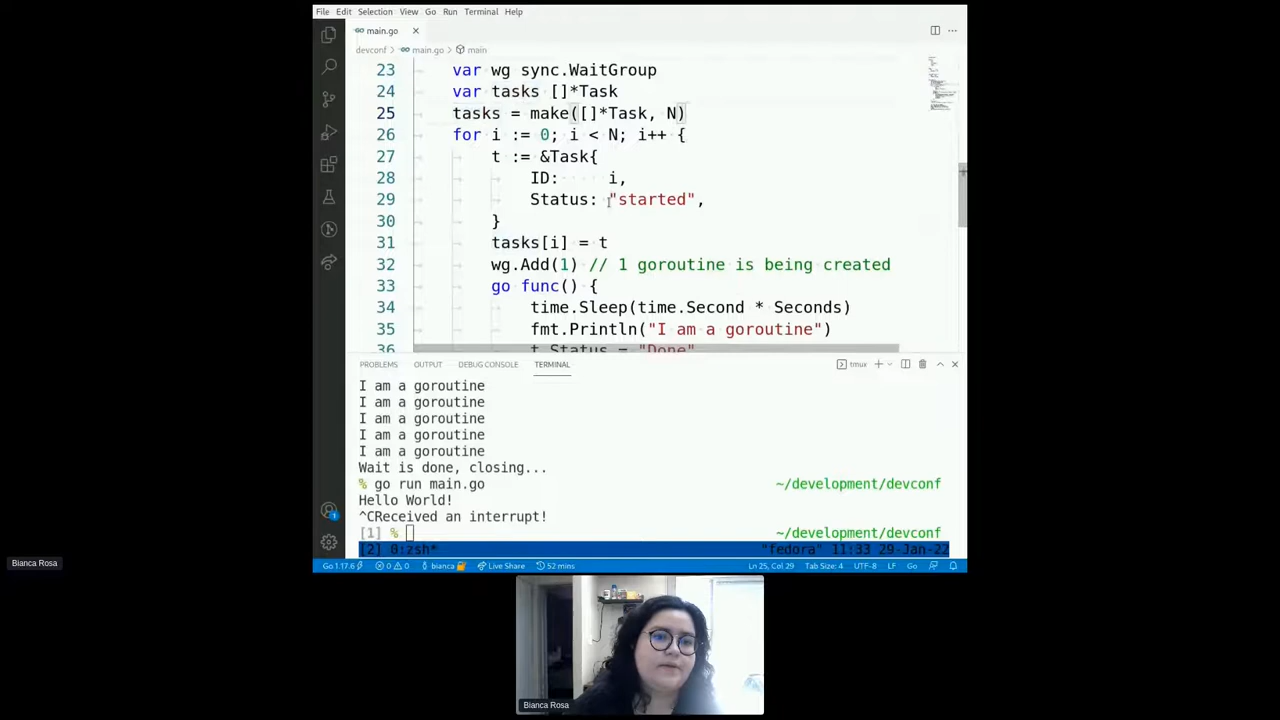 File Edit Selection View Go Run Terminal Help
main.go
devconf main.go main
23 var wg sync.WaitGroup
24 var tasks []*Task
25 tasks = make([]*Task, N)
26 for i := 0; i < N; i++ {
27 t := &Task{
28 ID: i,
29 Status: "started",
30 }
31 tasks[i] = t
32 wg.Add(1) // 1 goroutine is being created
33 go func() {
34 time.Sleep(time.Second * Seconds)
35 fmt.Println("I am a goroutine")
36 t.Status = "Done"
PROBLEMS OUTPUT DEBUG CONSOLE TERMINAL tmux
I am a goroutine
I am a goroutine
I am a goroutine
I am a goroutine
I am a goroutine
Wait is done, closing...
% go run main.go ~/development/devconf
Hello World!
^CReceived an interrupt!
[1] % ~/development/devconf
[2] 0:zsh* "fedora" 11:33 29-Jan-22
Go 1.17.6 0 0 bianca Live Share 52 mins Ln 25, Col 29 Tab Size: 4 UTF-8 LF Go
1
Bianca Rosa
Bianca Rosa